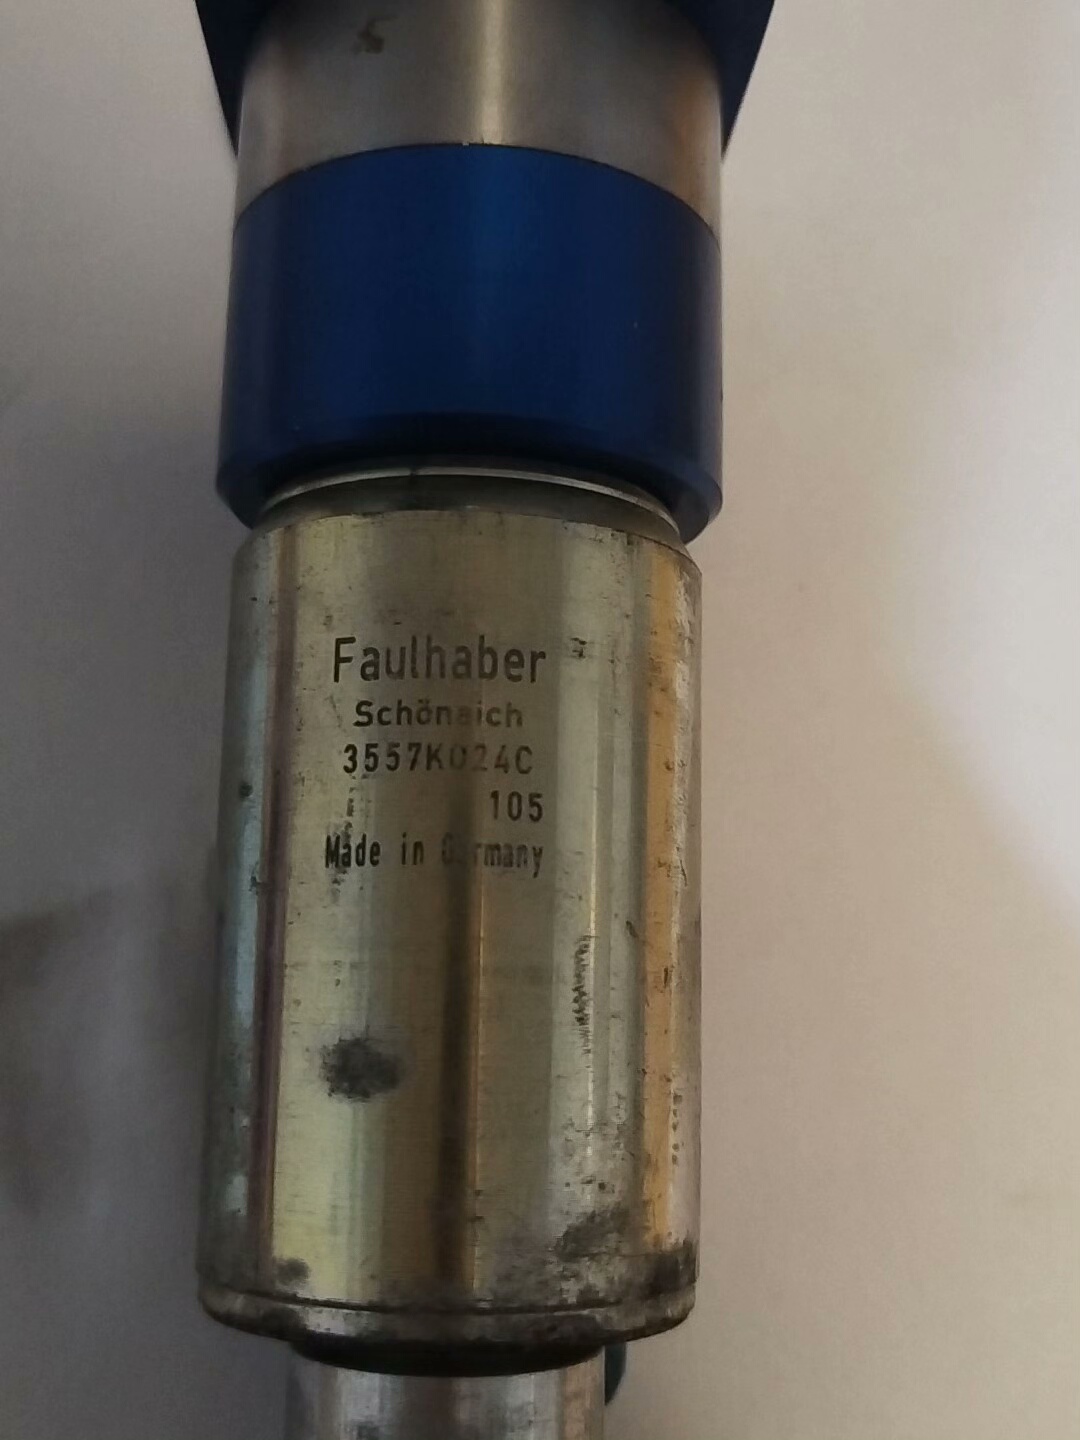 Faulhaber
Schönaich
3557K024C
105
Made in Germany